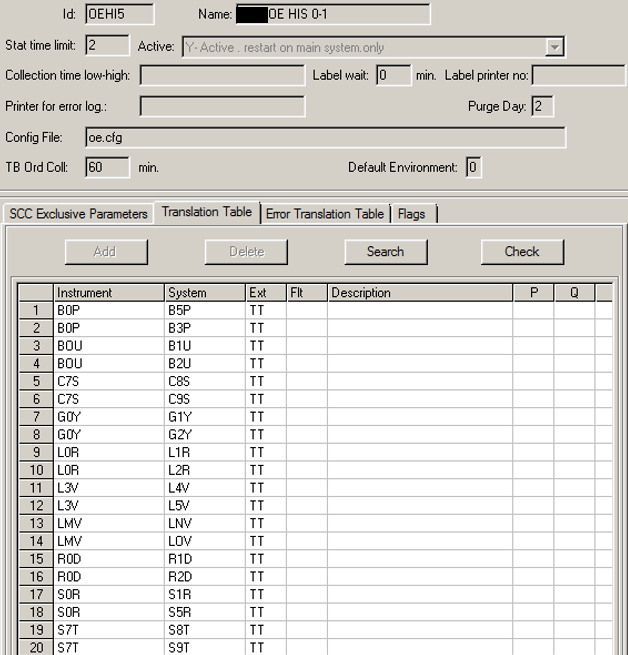 Id: OEHI5 Name: OE HIS 0-1
Stat time limit: 2 Active: Y- Active . restart on main system.only
Collection time low-high: Label wait: 0 min. Label printer no:
Printer for error log.: Purge Day: 2
Config File: oe.cfg
TB Ord Coll: 60 min. Default Environment: 0
SCC Exclusive Parameters Translation Table Error Translation Table Flags
Add Delete Search Check
Instrument System Ext Flt Description P Q
1 B0P B5P TT
2 B0P B3P TT
3 BOU B1U TT
4 BOU B2U TT
5 C7S C8S TT
6 C7S C9S TT
7 G0Y G1Y TT
8 G0Y G2Y TT
9 L0R L1R TT
10 L0R L2R TT
11 L3V L4V TT
12 L3V L5V TT
13 LMV LNV TT
14 LMV LOV TT
15 R0D R1D TT
16 R0D R2D TT
17 S0R S1R TT
18 S0R S5R TT
19 S7T S8T TT
20 S7T S9T TT